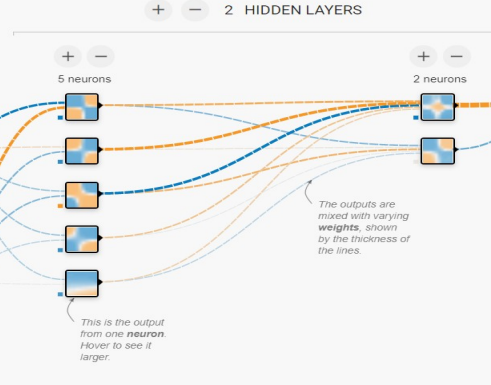 + − 2 HIDDEN LAYERS
+ −
5 neurons
+ −
2 neurons
The outputs are
mixed with varying
weights, shown
by the thickness of
the lines.
This is the output
from one neuron.
Hover to see it
larger.